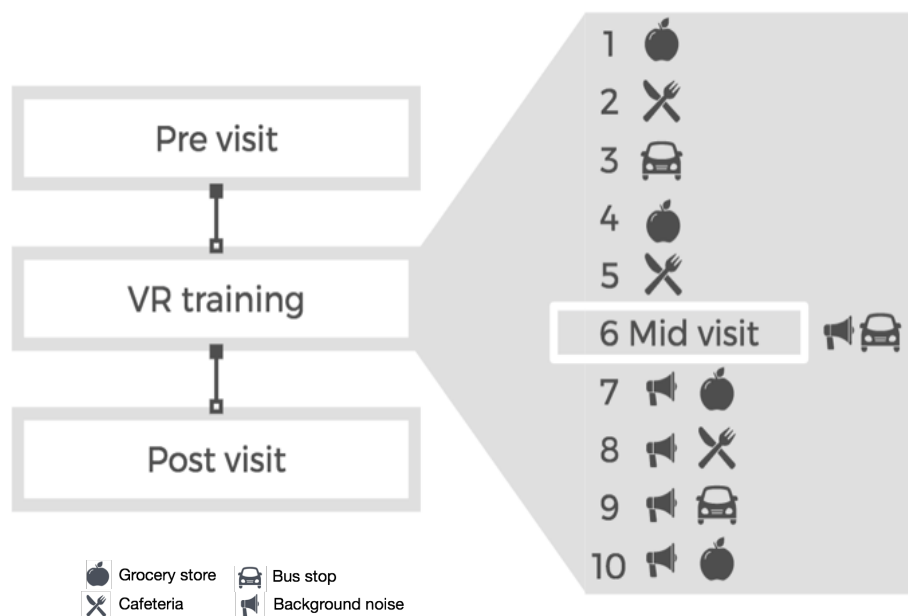 Pre visit
VR training
Post visit
1
2
3
4
5
6 Mid visit
7
8
9
10
Grocery store
Bus stop
Cafeteria
Background noise